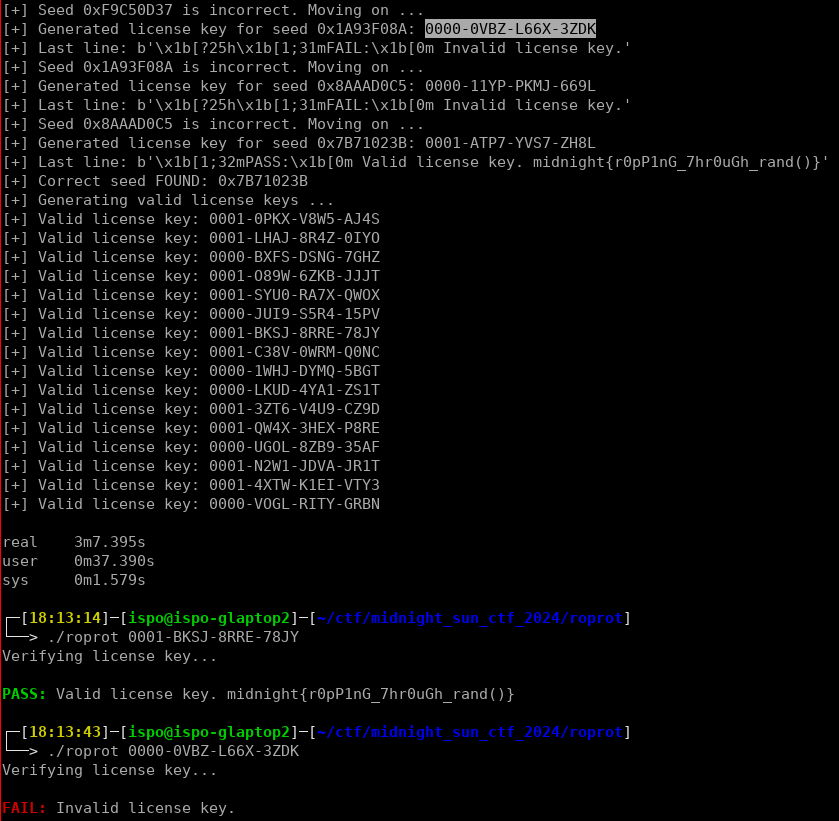 [+] Seed 0xF9C50D37 is incorrect. Moving on ...
[+] Generated license key for seed 0x1A93F08A: 0000-0VBZ-L66X-3ZDK
[+] Last line: b'\x1b[?25h\x1b[1;31mFAIL:\x1b[0m Invalid license key.'
[+] Seed 0x1A93F08A is incorrect. Moving on ...
[+] Generated license key for seed 0x8AAAD0C5: 0000-11YP-PKMJ-669L
[+] Last line: b'\x1b[?25h\x1b[1;31mFAIL:\x1b[0m Invalid license key.'
[+] Seed 0x8AAAD0C5 is incorrect. Moving on ...
[+] Generated license key for seed 0x7B71023B: 0001-ATP7-YVS7-ZH8L
[+] Last line: b'\x1b[1;32mPASS:\x1b[0m Valid license key. midnight{r0pP1nG_7hr0uGh_rand()}'
[+] Correct seed FOUND: 0x7B71023B
[+] Generating valid license keys ...
[+] Valid license key: 0001-0PKX-V8W5-AJ4S
[+] Valid license key: 0001-LHAJ-8R4Z-0IYO
[+] Valid license key: 0000-BXFS-DSNG-7GHZ
[+] Valid license key: 0001-O89W-6ZKB-JJJT
[+] Valid license key: 0001-SYU0-RA7X-QWOX
[+] Valid license key: 0000-JUI9-S5R4-15PV
[+] Valid license key: 0001-BKSJ-8RRE-78JY
[+] Valid license key: 0001-C38V-0WRM-Q0NC
[+] Valid license key: 0000-1WHJ-DYMQ-5BGT
[+] Valid license key: 0000-LKUD-4YA1-ZS1T
[+] Valid license key: 0001-3ZT6-V4U9-CZ9D
[+] Valid license key: 0001-QW4X-3HEX-P8RE
[+] Valid license key: 0000-UGOL-8ZB9-35AF
[+] Valid license key: 0001-N2W1-JDVA-JR1T
[+] Valid license key: 0001-4XTW-K1EI-VTY3
[+] Valid license key: 0000-VOGL-RITY-GRBN
real    3m7.395s
user    0m37.390s
sys     0m1.579s
┌─[18:13:14]─[ispo@ispo-glaptop2]─[~/ctf/midnight_sun_ctf_2024/roprot]
└──> ./roprot 0001-BKSJ-8RRE-78JY
Verifying license key...
PASS: Valid license key. midnight{r0pP1nG_7hr0uGh_rand()}
┌─[18:13:43]─[ispo@ispo-glaptop2]─[~/ctf/midnight_sun_ctf_2024/roprot]
└──> ./roprot 0000-0VBZ-L66X-3ZDK
Verifying license key...
FAIL: Invalid license key.